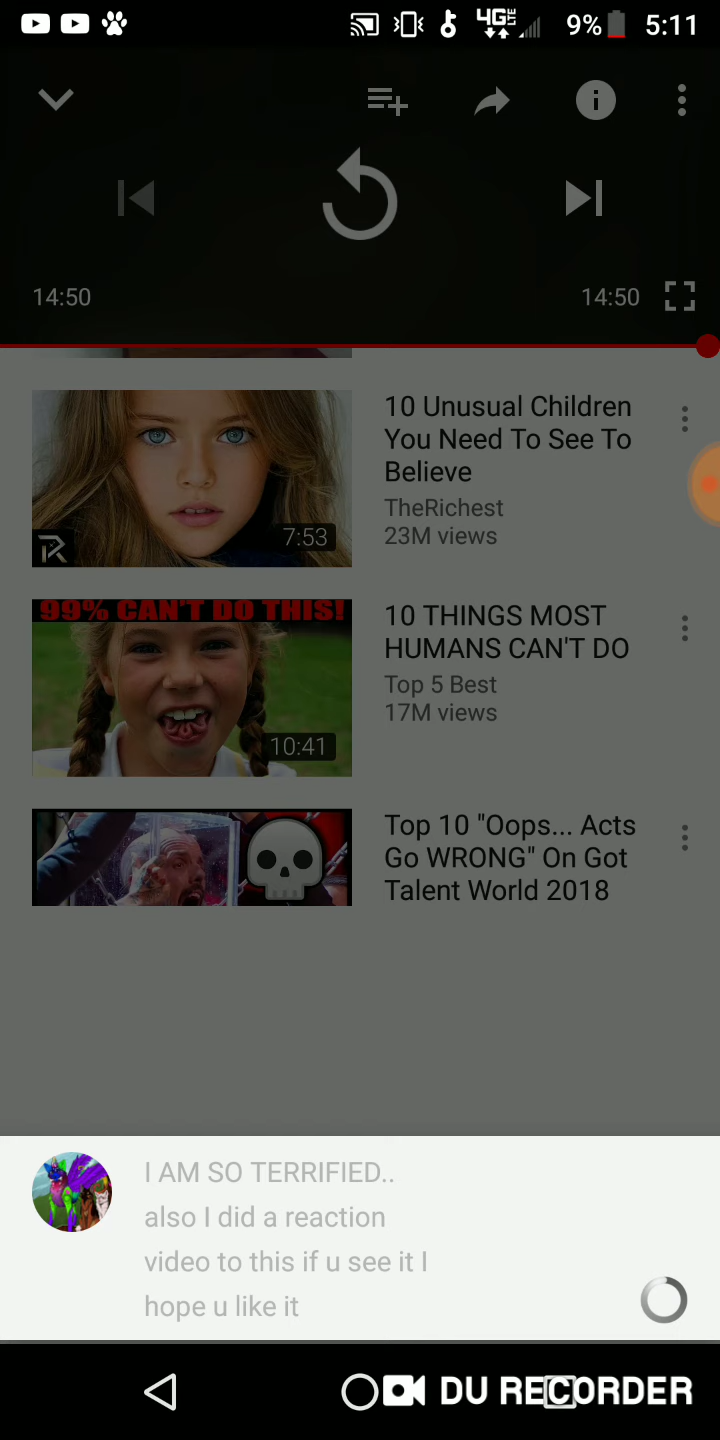 4G LTE 9% 5:11
14:50 14:50
10 Unusual Children
You Need To See To
Believe
TheRichest
23M views
7:53
99% CAN'T DO THIS!
10 THINGS MOST
HUMANS CAN'T DO
Top 5 Best
17M views
10:41
Top 10 "Oops... Acts
Go WRONG" On Got
Talent World 2018
I AM SO TERRIFIED..
also I did a reaction
video to this if u see it I
hope u like it
DU RECORDER